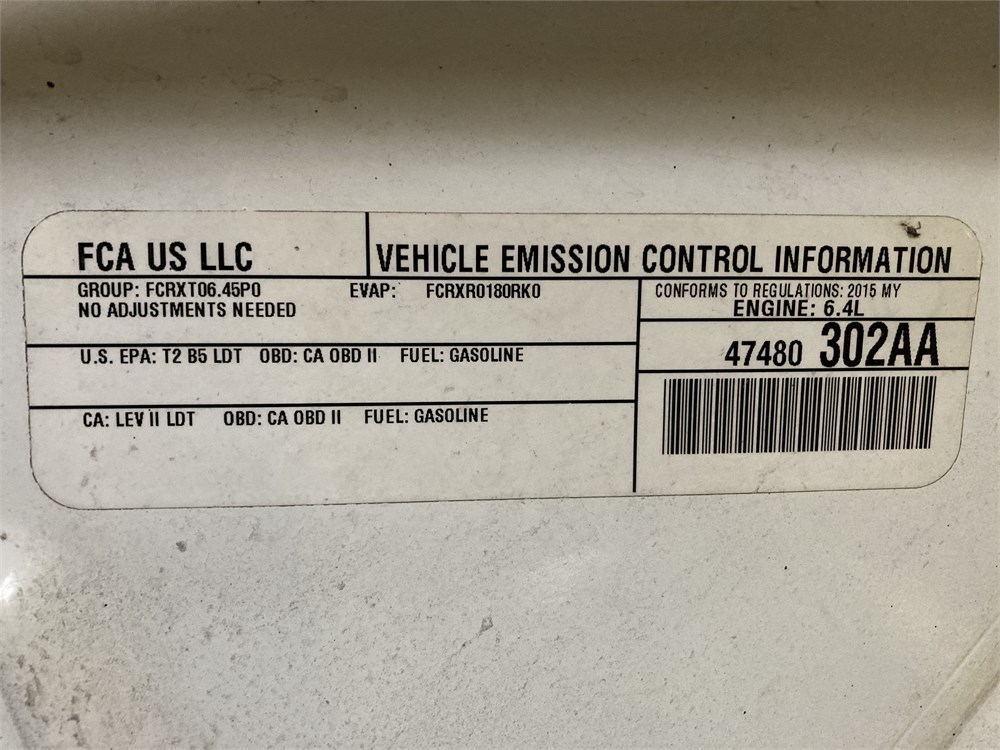 FCA US LLC
VEHICLE EMISSION CONTROL INFORMATION
GROUP: FCRXT06.45P0 EVAP: FCRXR0180RK0
NO ADJUSTMENTS NEEDED
CONFORMS TO REGULATIONS: 2015 MY
ENGINE: 6.4L
U.S. EPA: T2 B5 LDT OBD: CA OBD II FUEL: GASOLINE
47480 302AA
CA: LEV II LDT OBD: CA OBD II FUEL: GASOLINE